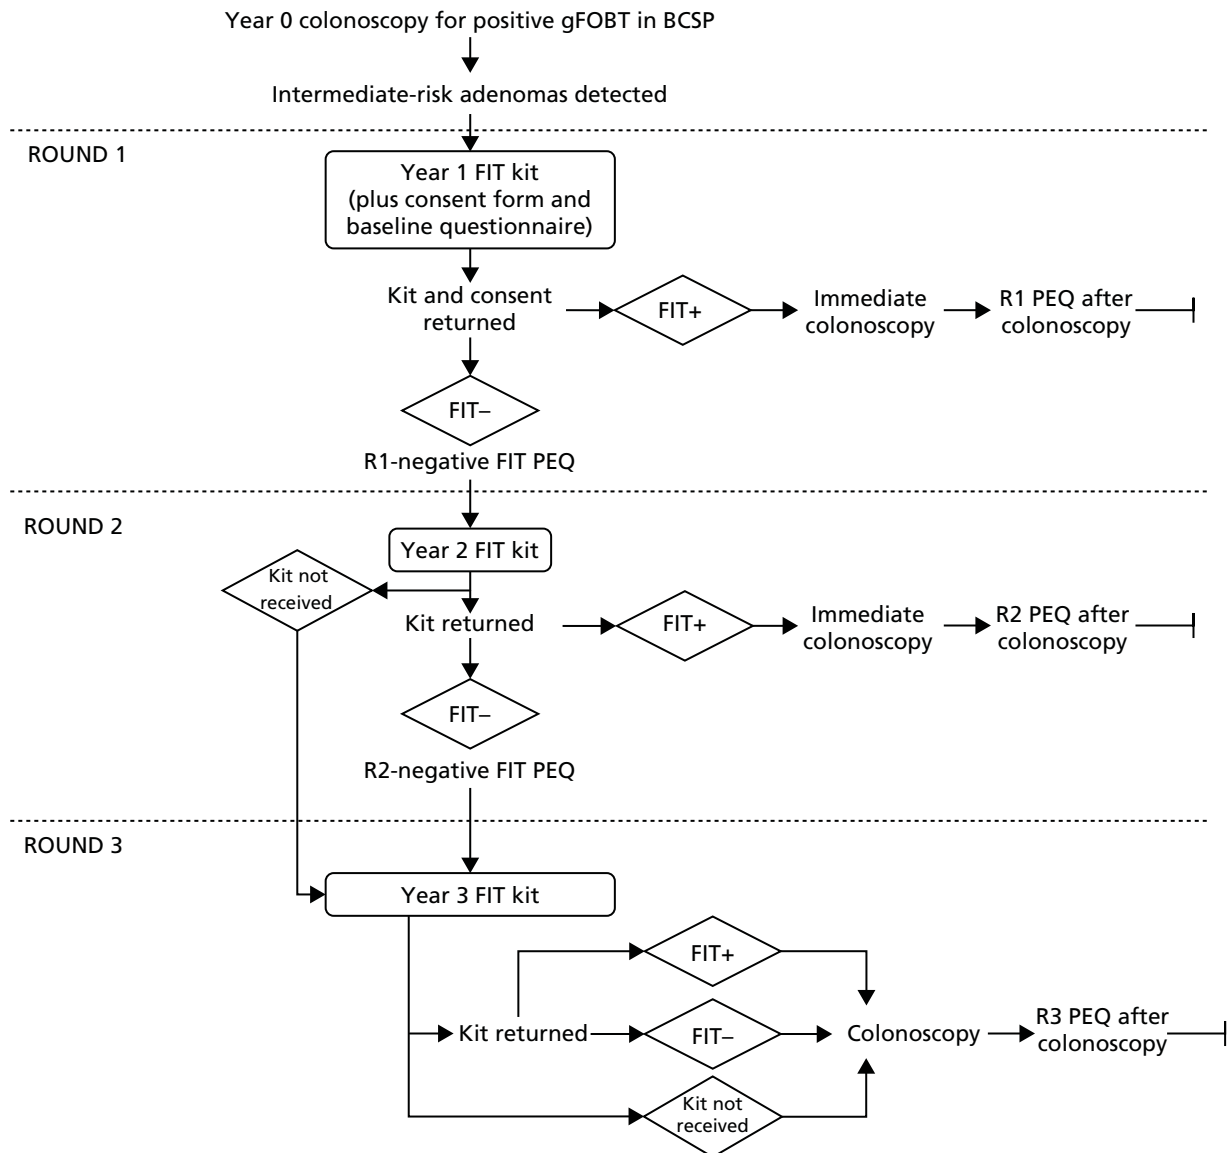 Year 0 colonoscopy for positive gFOBT in BCSP
Intermediate-risk adenomas detected
ROUND 1
Year 1 FIT kit
(plus consent form and
baseline questionnaire)
Kit and consent
returned
FIT+
Immediate
colonoscopy
R1 PEQ after
colonoscopy
FIT–
R1-negative FIT PEQ
ROUND 2
Year 2 FIT kit
Kit not
received
Kit returned
FIT+
Immediate
colonoscopy
R2 PEQ after
colonoscopy
FIT–
R2-negative FIT PEQ
ROUND 3
Year 3 FIT kit
FIT+
Kit returned
FIT–
Colonoscopy
R3 PEQ after
colonoscopy
Kit not
received